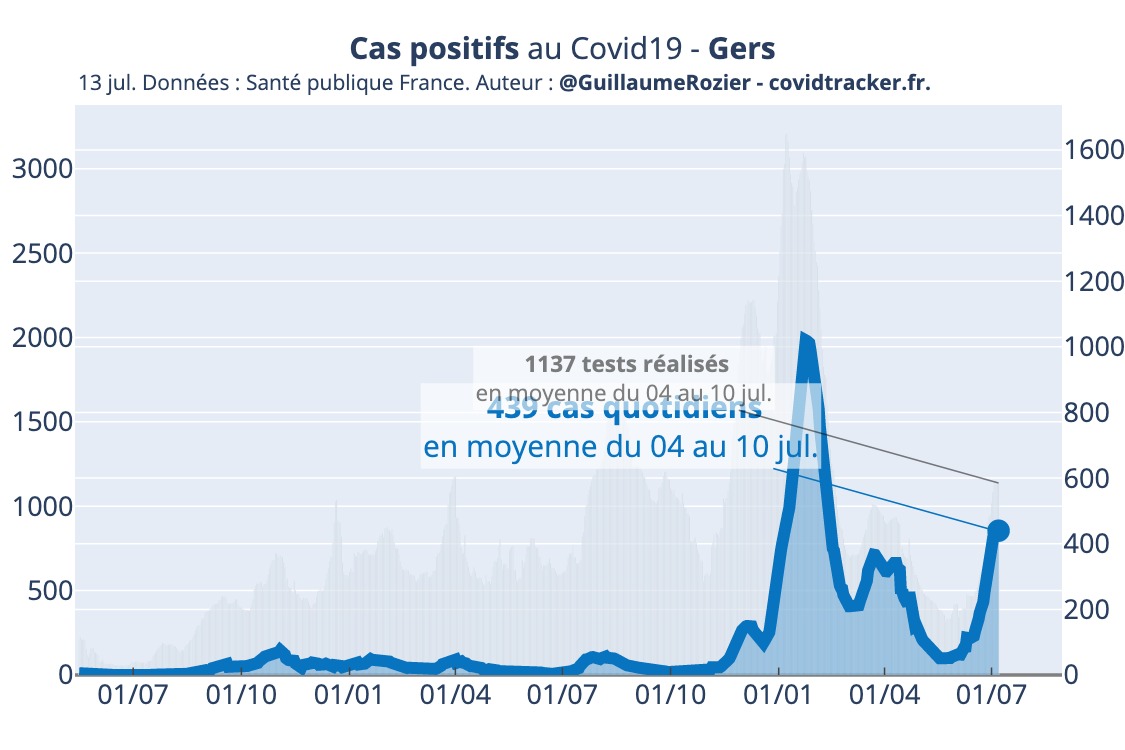 Cas positifs au Covid19 - Gers
13 jul. Données : Santé publique France. Auteur : @GuillaumeRozier - covidtracker.fr.
3000
2500
2000
1500
1000
500
0
1600
1400
1200
1000
800
600
400
200
0
1137 tests réalisés
en moyenne du 04 au 10 jul.
439 cas quotidiens
en moyenne du 04 au 10 jul.
01/07 01/10 01/01 01/04 01/07 01/10 01/01 01/04 01/07